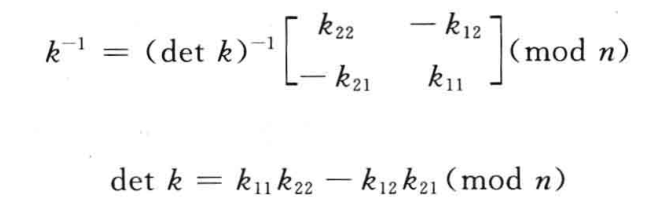 k⁻¹ = (det k)⁻¹ [ k₂₂ −k₁₂ ; −k₂₁ k₁₁ ] (mod n)
det k = k₁₁k₂₂ − k₁₂k₂₁ (mod n)